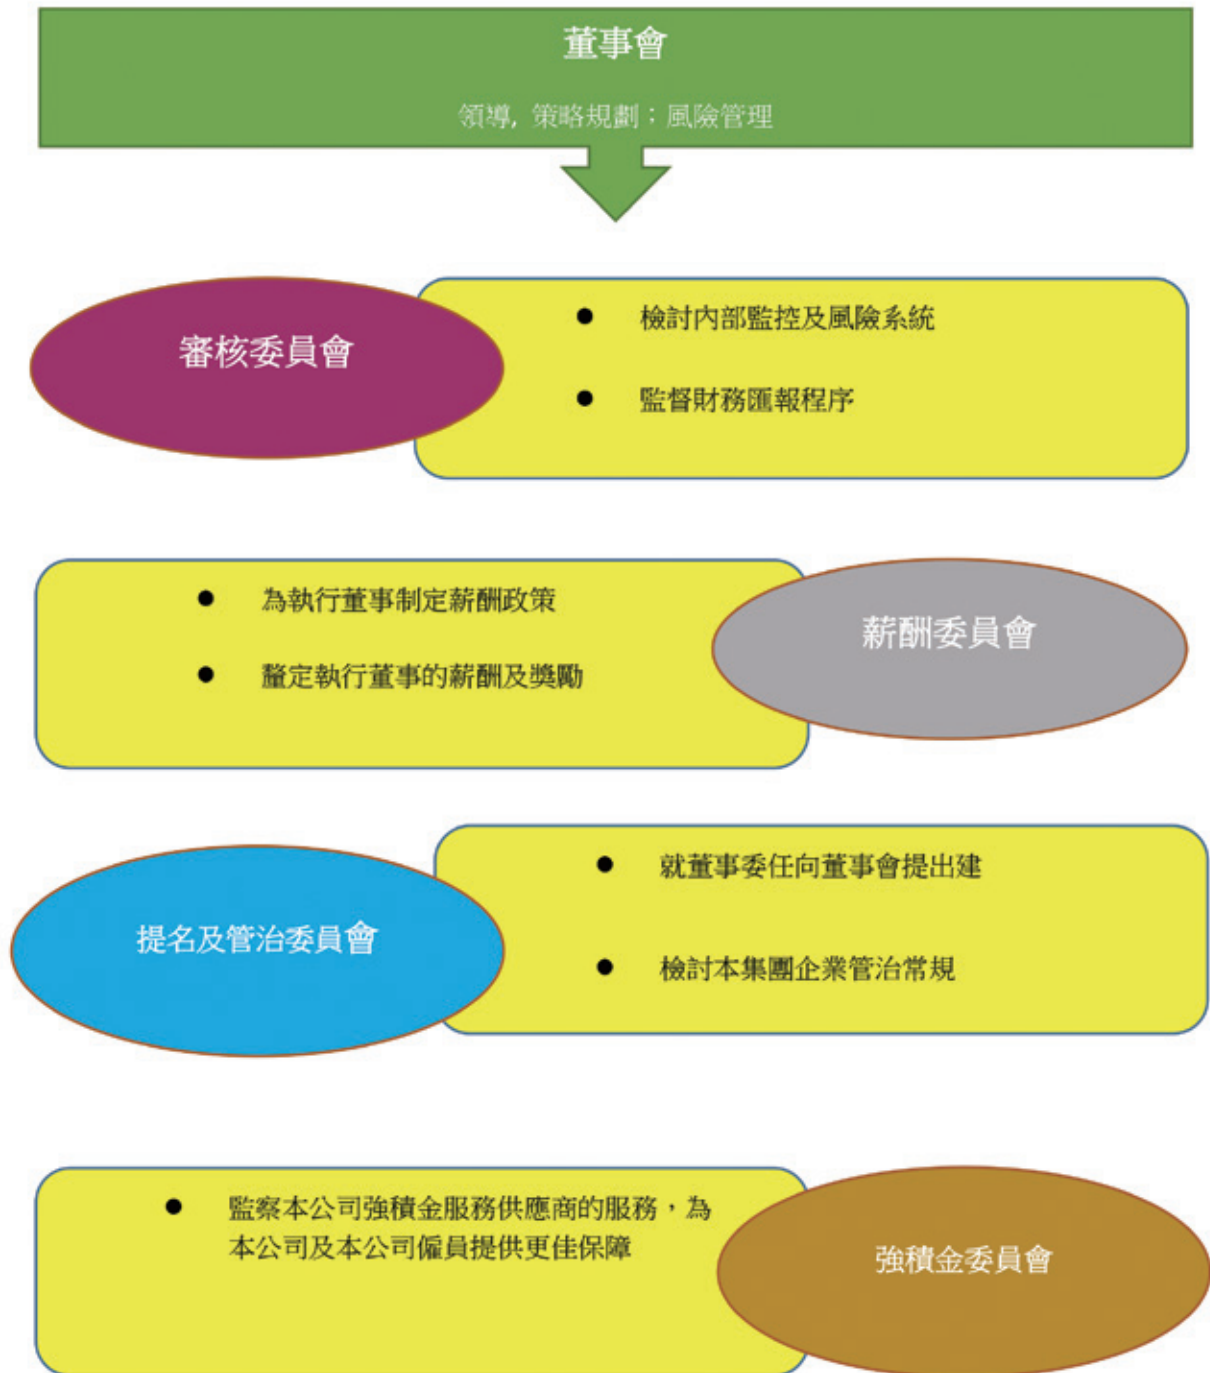 董事會
領導, 策略規劃；風險管理
審核委員會
● 檢討內部監控及風險系統
● 監督財務匯報程序
● 為執行董事制定薪酬政策
● 釐定執行董事的薪酬及獎勵
薪酬委員會
提名及管治委員會
● 就董事委任向董事會提出建
● 檢討本集團企業管治常規
● 監察本公司強積金服務供應商的服務，為
本公司及本公司僱員提供更佳保障
強積金委員會